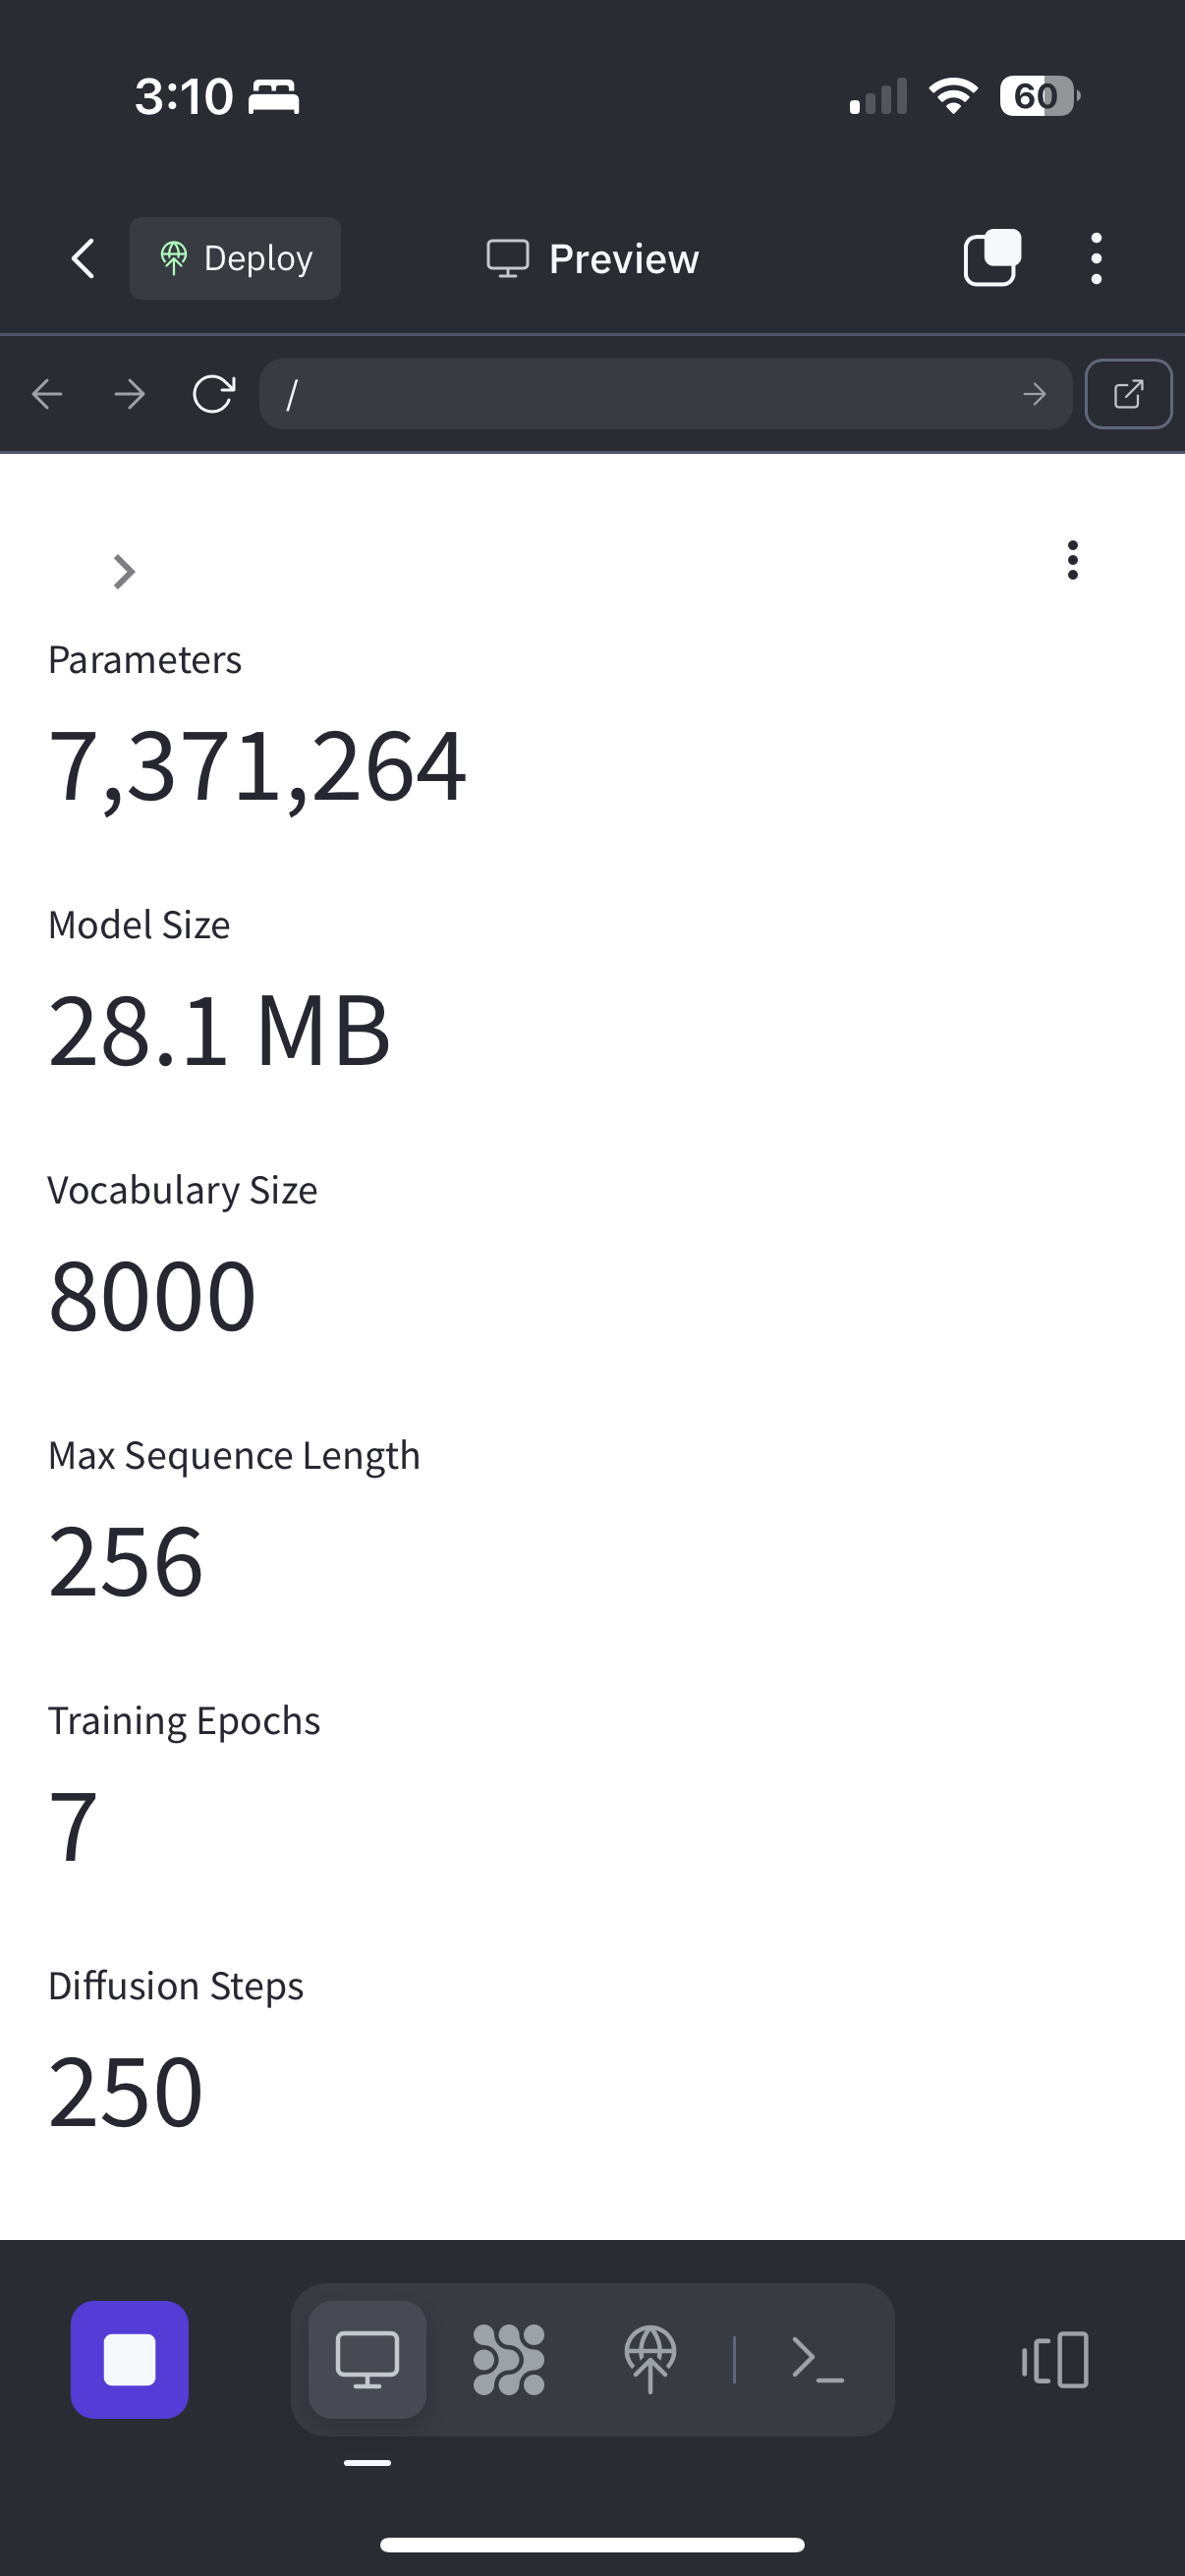 3:10
60
Deploy
Preview
/
Parameters
7,371,264
Model Size
28.1 MB
Vocabulary Size
8000
Max Sequence Length
256
Training Epochs
7
Diffusion Steps
250